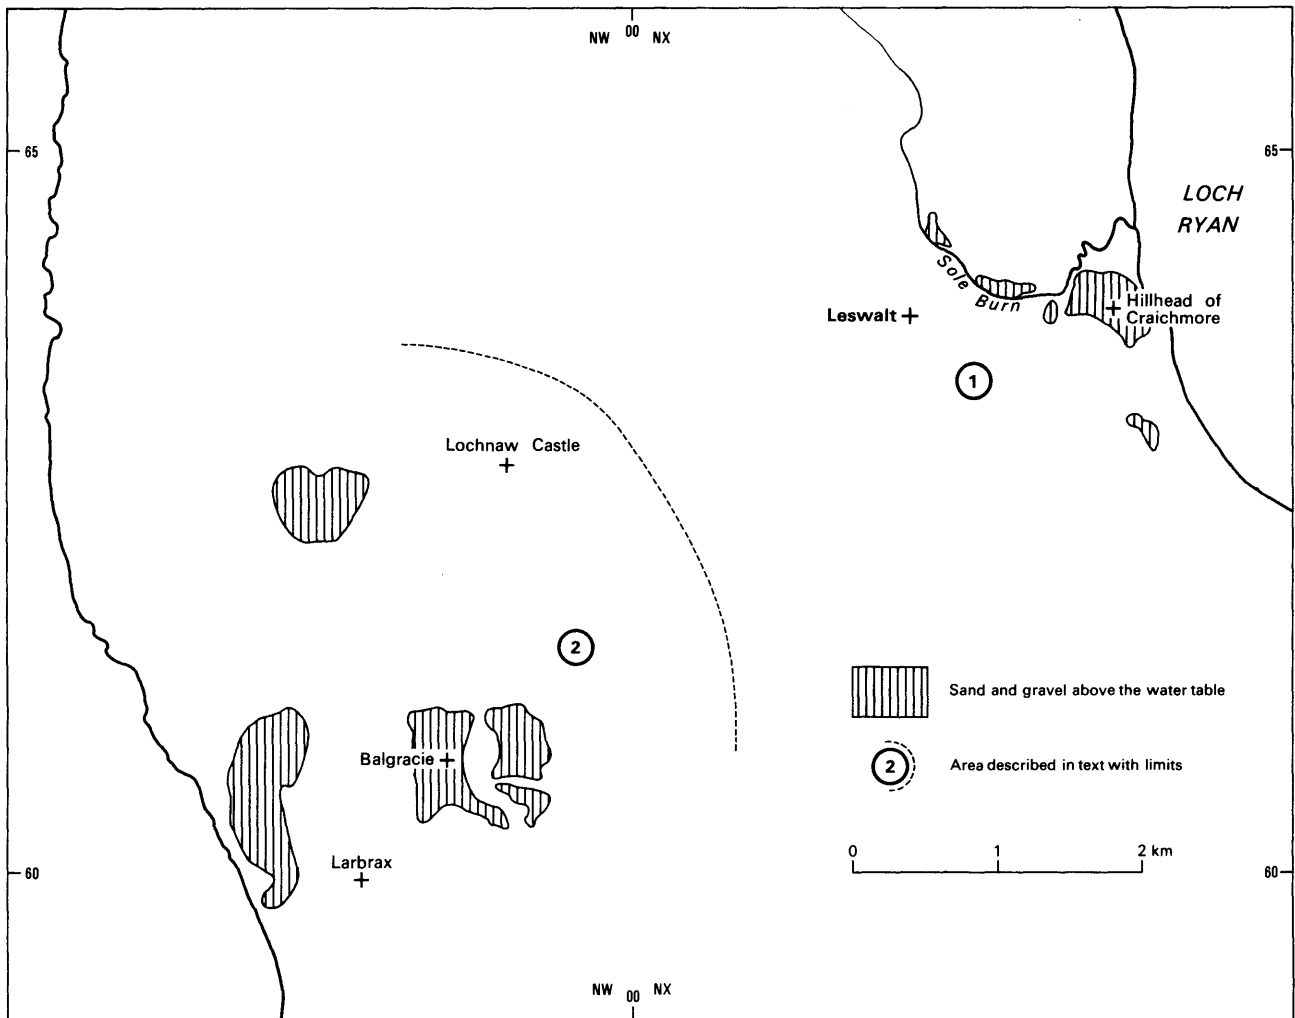 NW 00 NX
65
65
LOCH
RYAN
Sole Burn
Leswalt
Hillhead of
Craichmore
1
Lochnaw Castle
2
Sand and gravel above the water table
Balgracie
2
Area described in text with limits
0 1 2 km
Larbrax
60
60
NW 00 NX